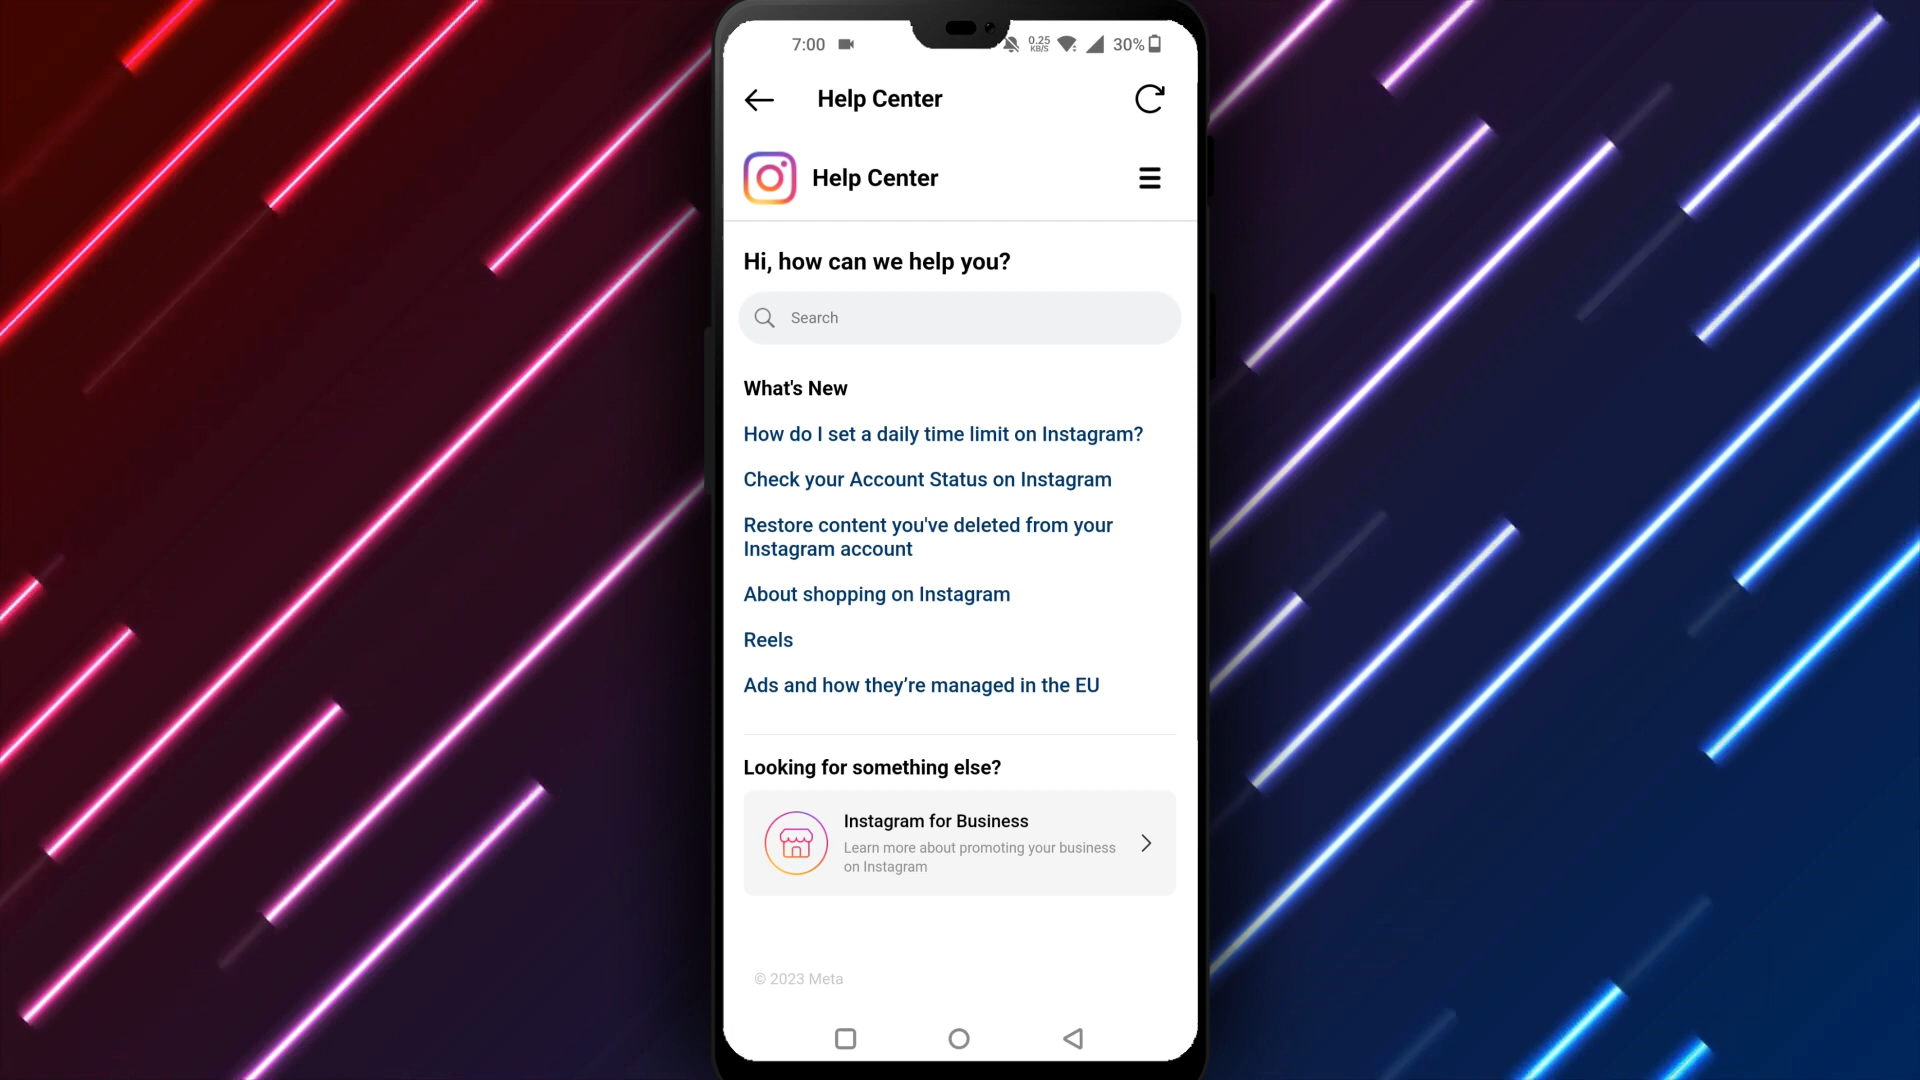 7:00
0.25
KB/S
30%
Help Center
Help Center
Hi, how can we help you?
Search
What's New
How do I set a daily time limit on Instagram?
Check your Account Status on Instagram
Restore content you've deleted from your
Instagram account
About shopping on Instagram
Reels
Ads and how they’re managed in the EU
Looking for something else?
Instagram for Business
Learn more about promoting your business
on Instagram
© 2023 Meta